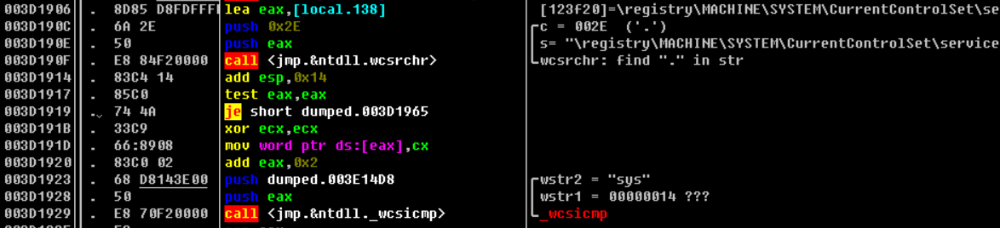 003D1906 . 8D85 D8FDFFFF lea eax,[local.138] [123f20]=\registry\MACHINE\SYSTEM\CurrentControlSet\se
003D190C . 6A 2E push 0x2E c = 002E ('.')
003D190E . 50 push eax s= "\registry\MACHINE\SYSTEM\CurrentControlSet\service
003D190F . E8 84F20000 call <jmp.&ntdll.wcsrchr> wcsrchr: find "." in str
003D1914 . 83C4 14 add esp,0x14
003D1917 . 85C0 test eax,eax
003D1919 . 74 4A je short dumped.003D1965
003D191B . 33C9 xor ecx,ecx
003D191D . 66:8908 mov word ptr ds:[eax],cx
003D1920 . 83C0 02 add eax,0x2
003D1923 . 68 D8143E00 push dumped.003E14D8 wstr2 = "sys"
003D1928 . 50 push eax wstr1 = 00000014 ???
003D1929 . E8 70F20000 call <jmp.&ntdll._wcsicmp> _wcsicmp